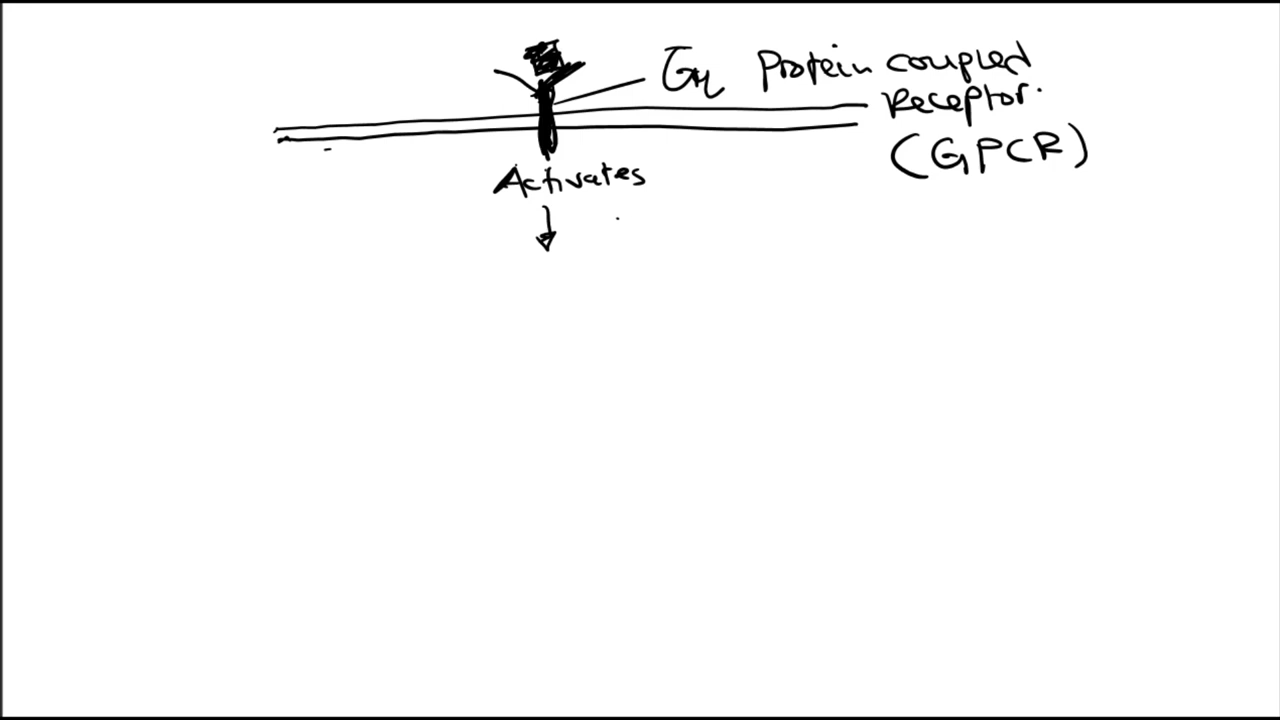 Gq Protein coupled
Receptor.
(GPCR)
Activates